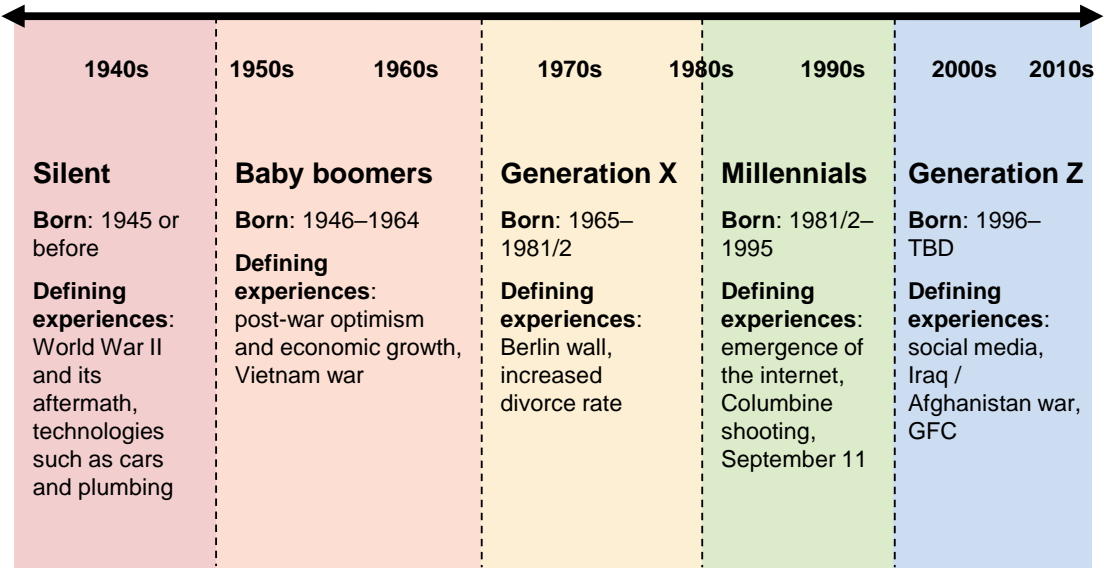 1940s
1950s
1960s
1970s
1980s
1990s
2000s
2010s
Silent
Born: 1945 or
before
Defining
experiences:
World War II
and its
aftermath,
technologies
such as cars
and plumbing
Baby boomers
Born: 1946–1964
Defining
experiences:
post-war optimism
and economic growth,
Vietnam war
Generation X
Born: 1965–
1981/2
Defining
experiences:
Berlin wall,
increased
divorce rate
Millennials
Born: 1981/2–
1995
Defining
experiences:
emergence of
the internet,
Columbine
shooting,
September 11
Generation Z
Born: 1996–
TBD
Defining
experiences:
social media,
Iraq /
Afghanistan war,
GFC